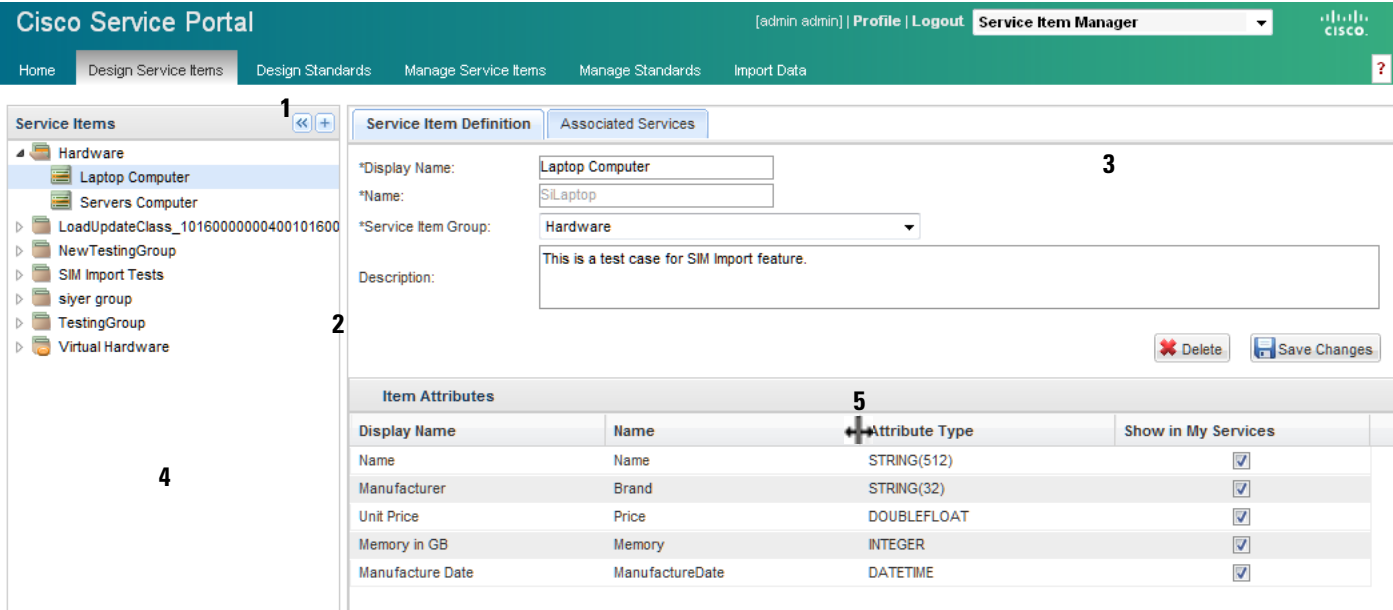 Cisco Service Portal
[admin admin] | Profile | Logout Service Item Manager
CISCO.
Home Design Service Items Design Standards Manage Service Items Manage Standards Import Data ?
1
Service Items « +
Hardware
Laptop Computer
Servers Computer
LoadUpdateClass_10160000000400101600
NewTestingGroup
SIM Import Tests
siyer group
TestingGroup
Virtual Hardware
2
4
Service Item Definition Associated Services
3
*Display Name: Laptop Computer
*Name: SiLaptop
*Service Item Group: Hardware
Description: This is a test case for SIM Import feature.
Delete Save Changes
Item Attributes
5
Display Name Name Attribute Type Show in My Services
Name Name STRING(512)
Manufacturer Brand STRING(32)
Unit Price Price DOUBLEFLOAT
Memory in GB Memory INTEGER
Manufacture Date ManufactureDate DATETIME